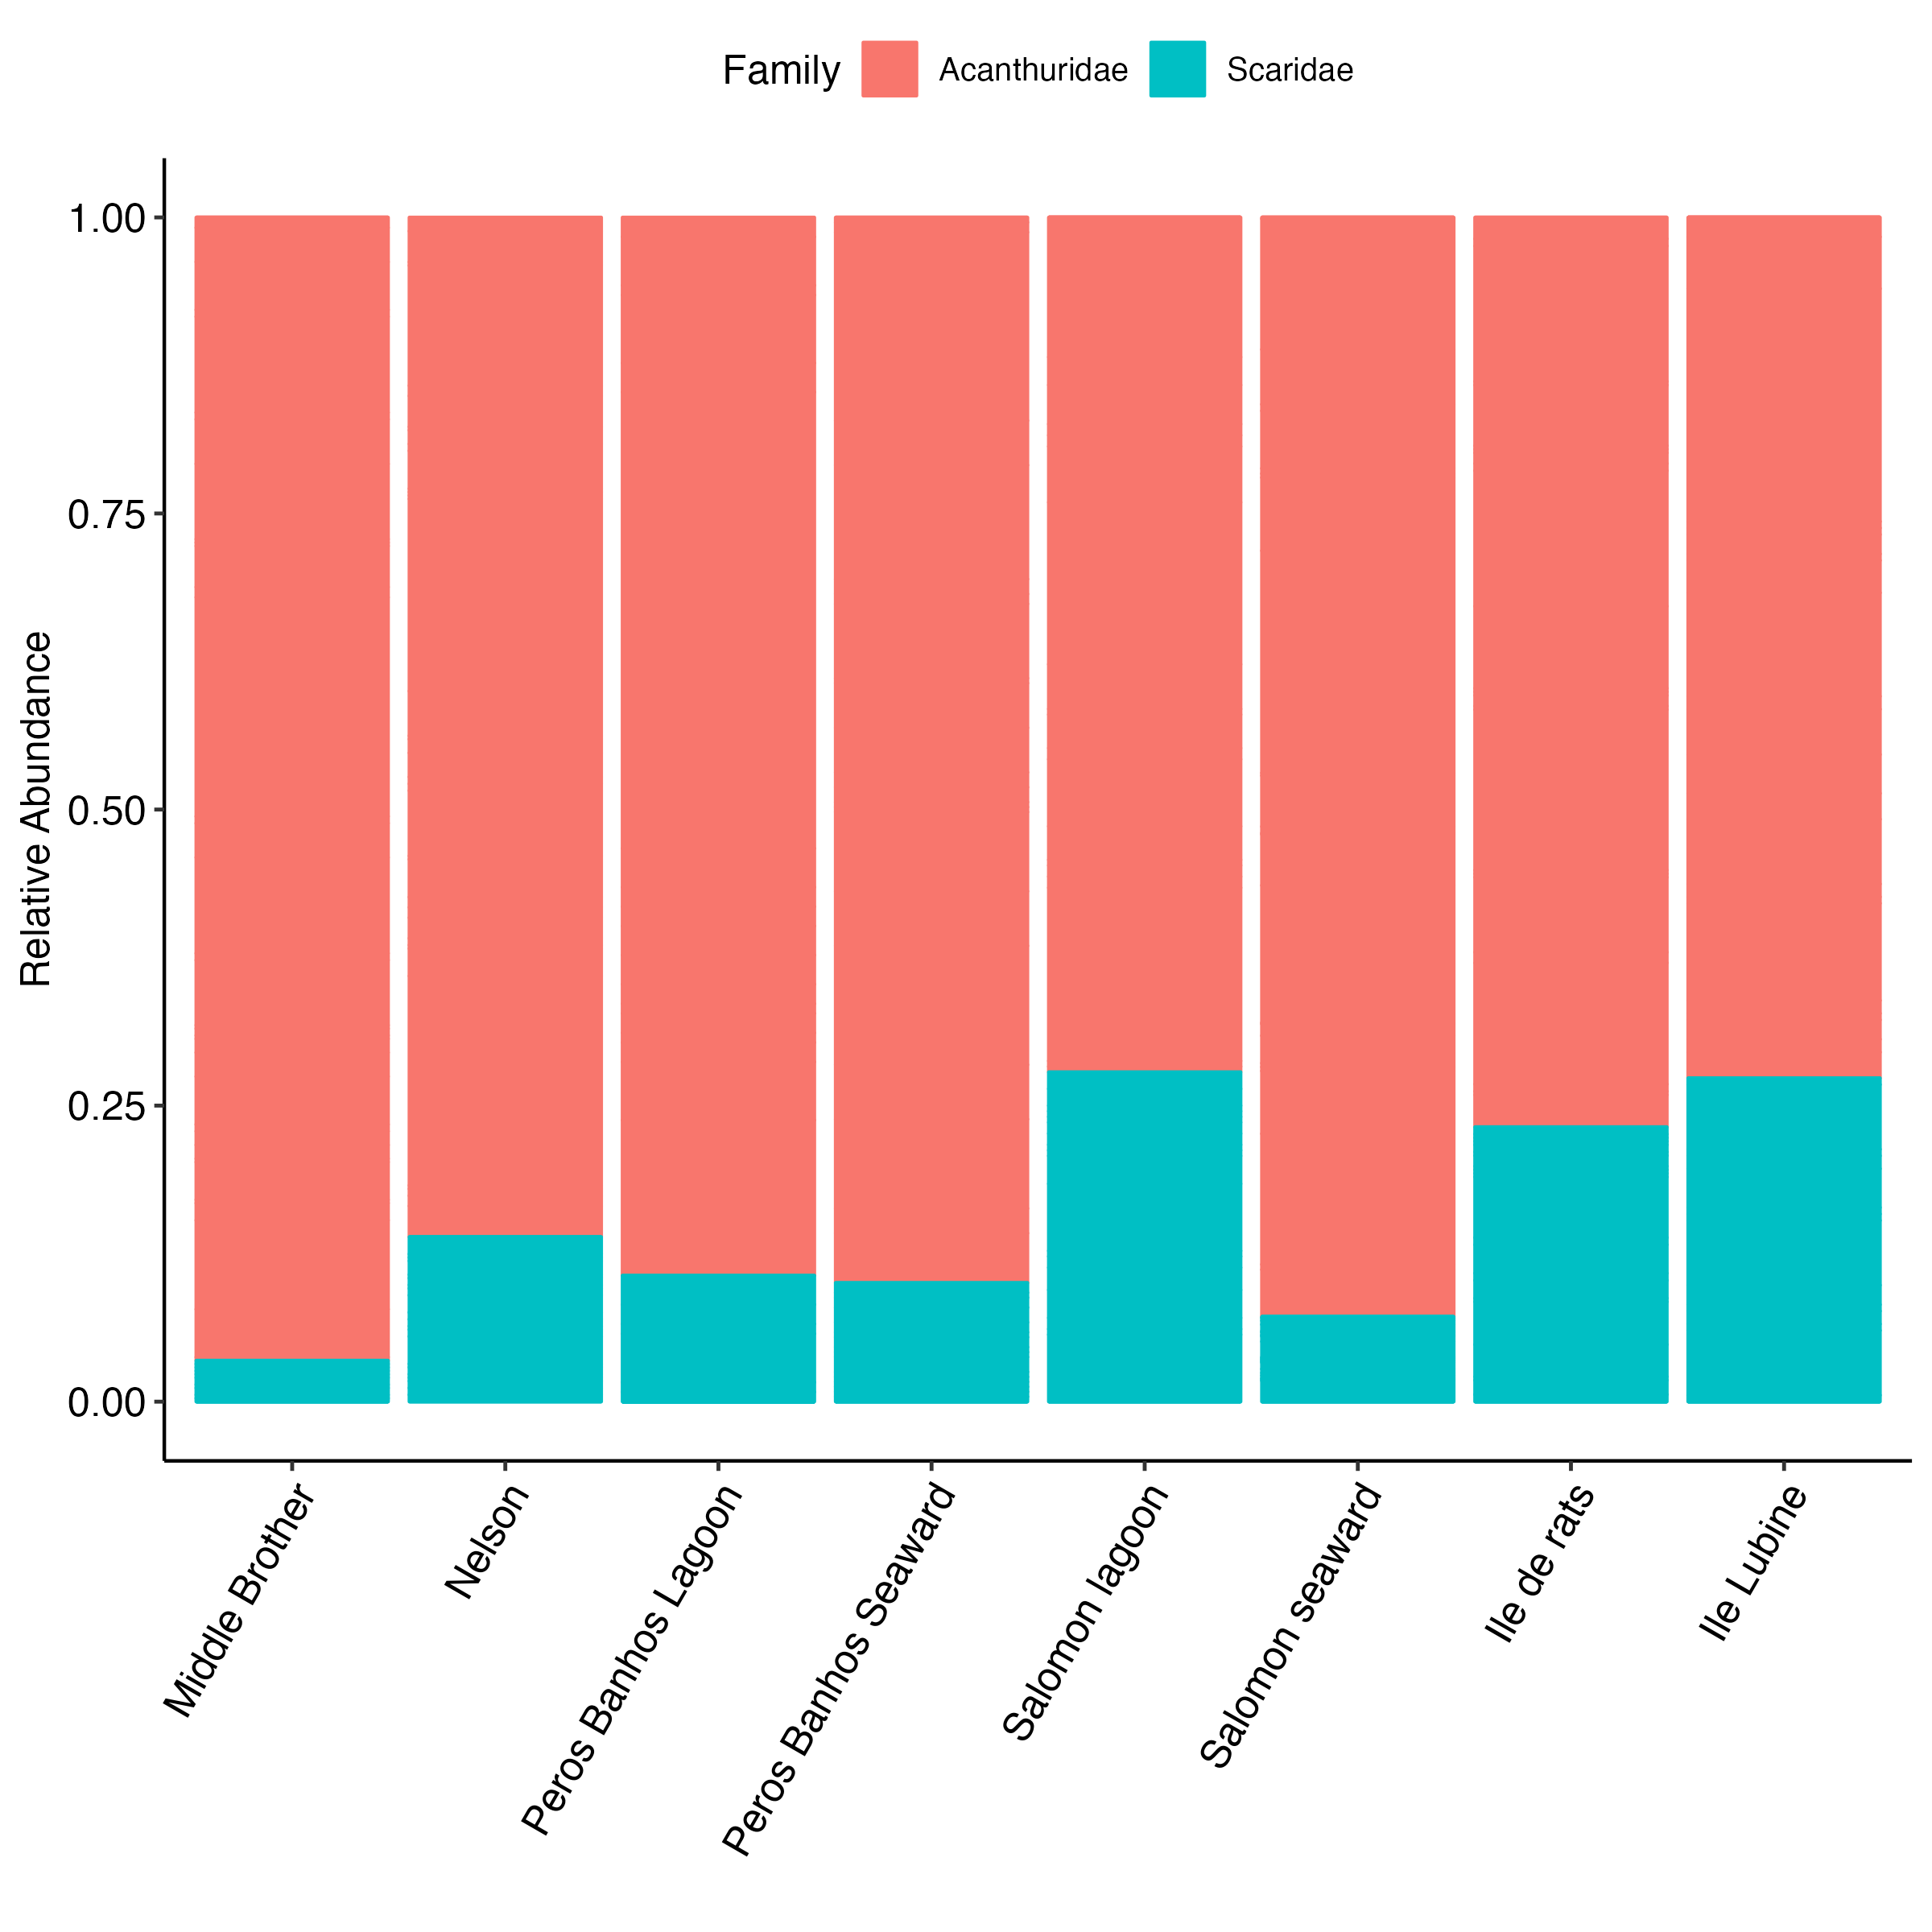 Family Acanthuridae Scaridae
1.00
0.75
0.50
0.25
0.00
Relative Abundance
Middle Brother
Nelson
Peros Banhos Lagoon
Peros Banhos Seaward
Salomon lagoon
Salomon seaward
Ile de rats
Ile Lubine